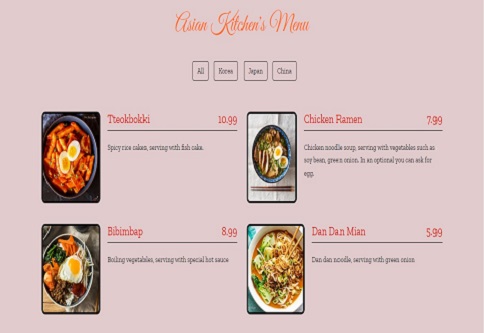 Asian Kitchen's Menu
All Korea Japan China
Tteokbokki 10.99
Spicy rice cakes, serving with fish cake.
Chicken Ramen 7.99
Chicken noodle soup, serving with vegetables such as
soy bean, green onion. In an optional you can ask for
egg.
Bibimbap 8.99
Boiling vegetables, serving with special hot sauce
Dan Dan Mian 5.99
Dan dan noodle, serving with green onion